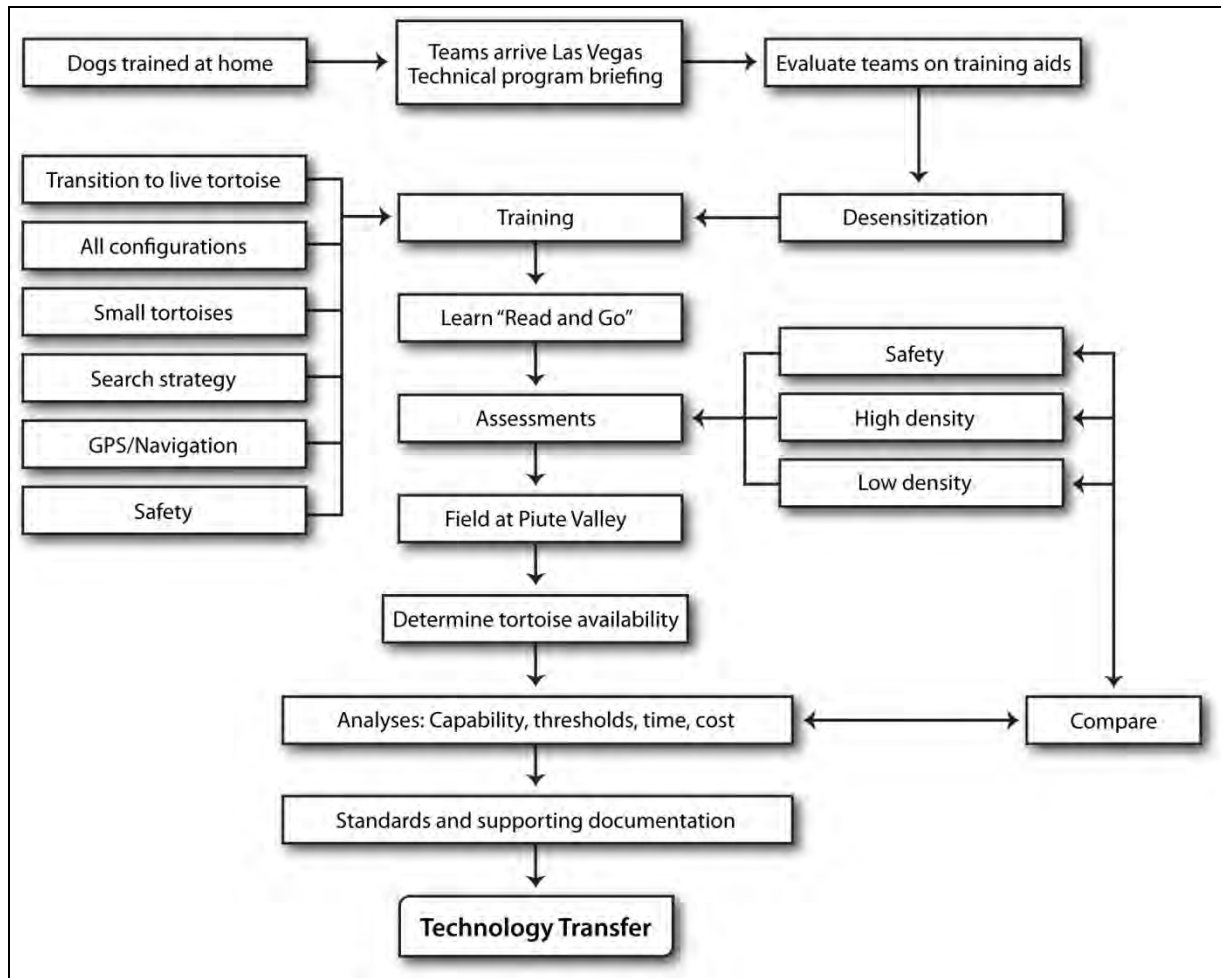 Dogs trained at home
Teams arrive Las Vegas
Technical program briefing
Evaluate teams on training aids
Transition to live tortoise
All configurations
Small tortoises
Search strategy
GPS/Navigation
Safety
Training
Desensitization
Learn “Read and Go”
Assessments
Safety
High density
Low density
Field at Piute Valley
Determine tortoise availability
Analyses: Capability, thresholds, time, cost
Compare
Standards and supporting documentation
Technology Transfer